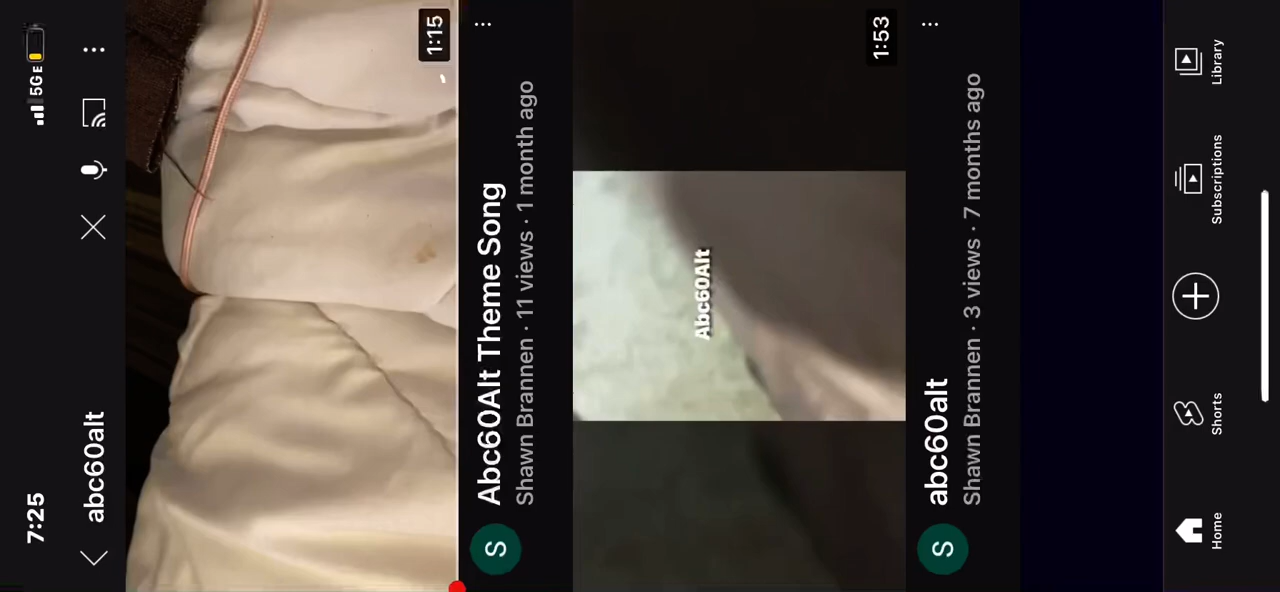 7:25
5GE
abc60alt
1:15
Abc60Alt Theme Song
Shawn Brannen · 11 views · 1 month ago
S
Abc60Alt
1:53
abc60alt
Shawn Brannen · 3 views · 7 months ago
S
Home
Shorts
Subscriptions
Library